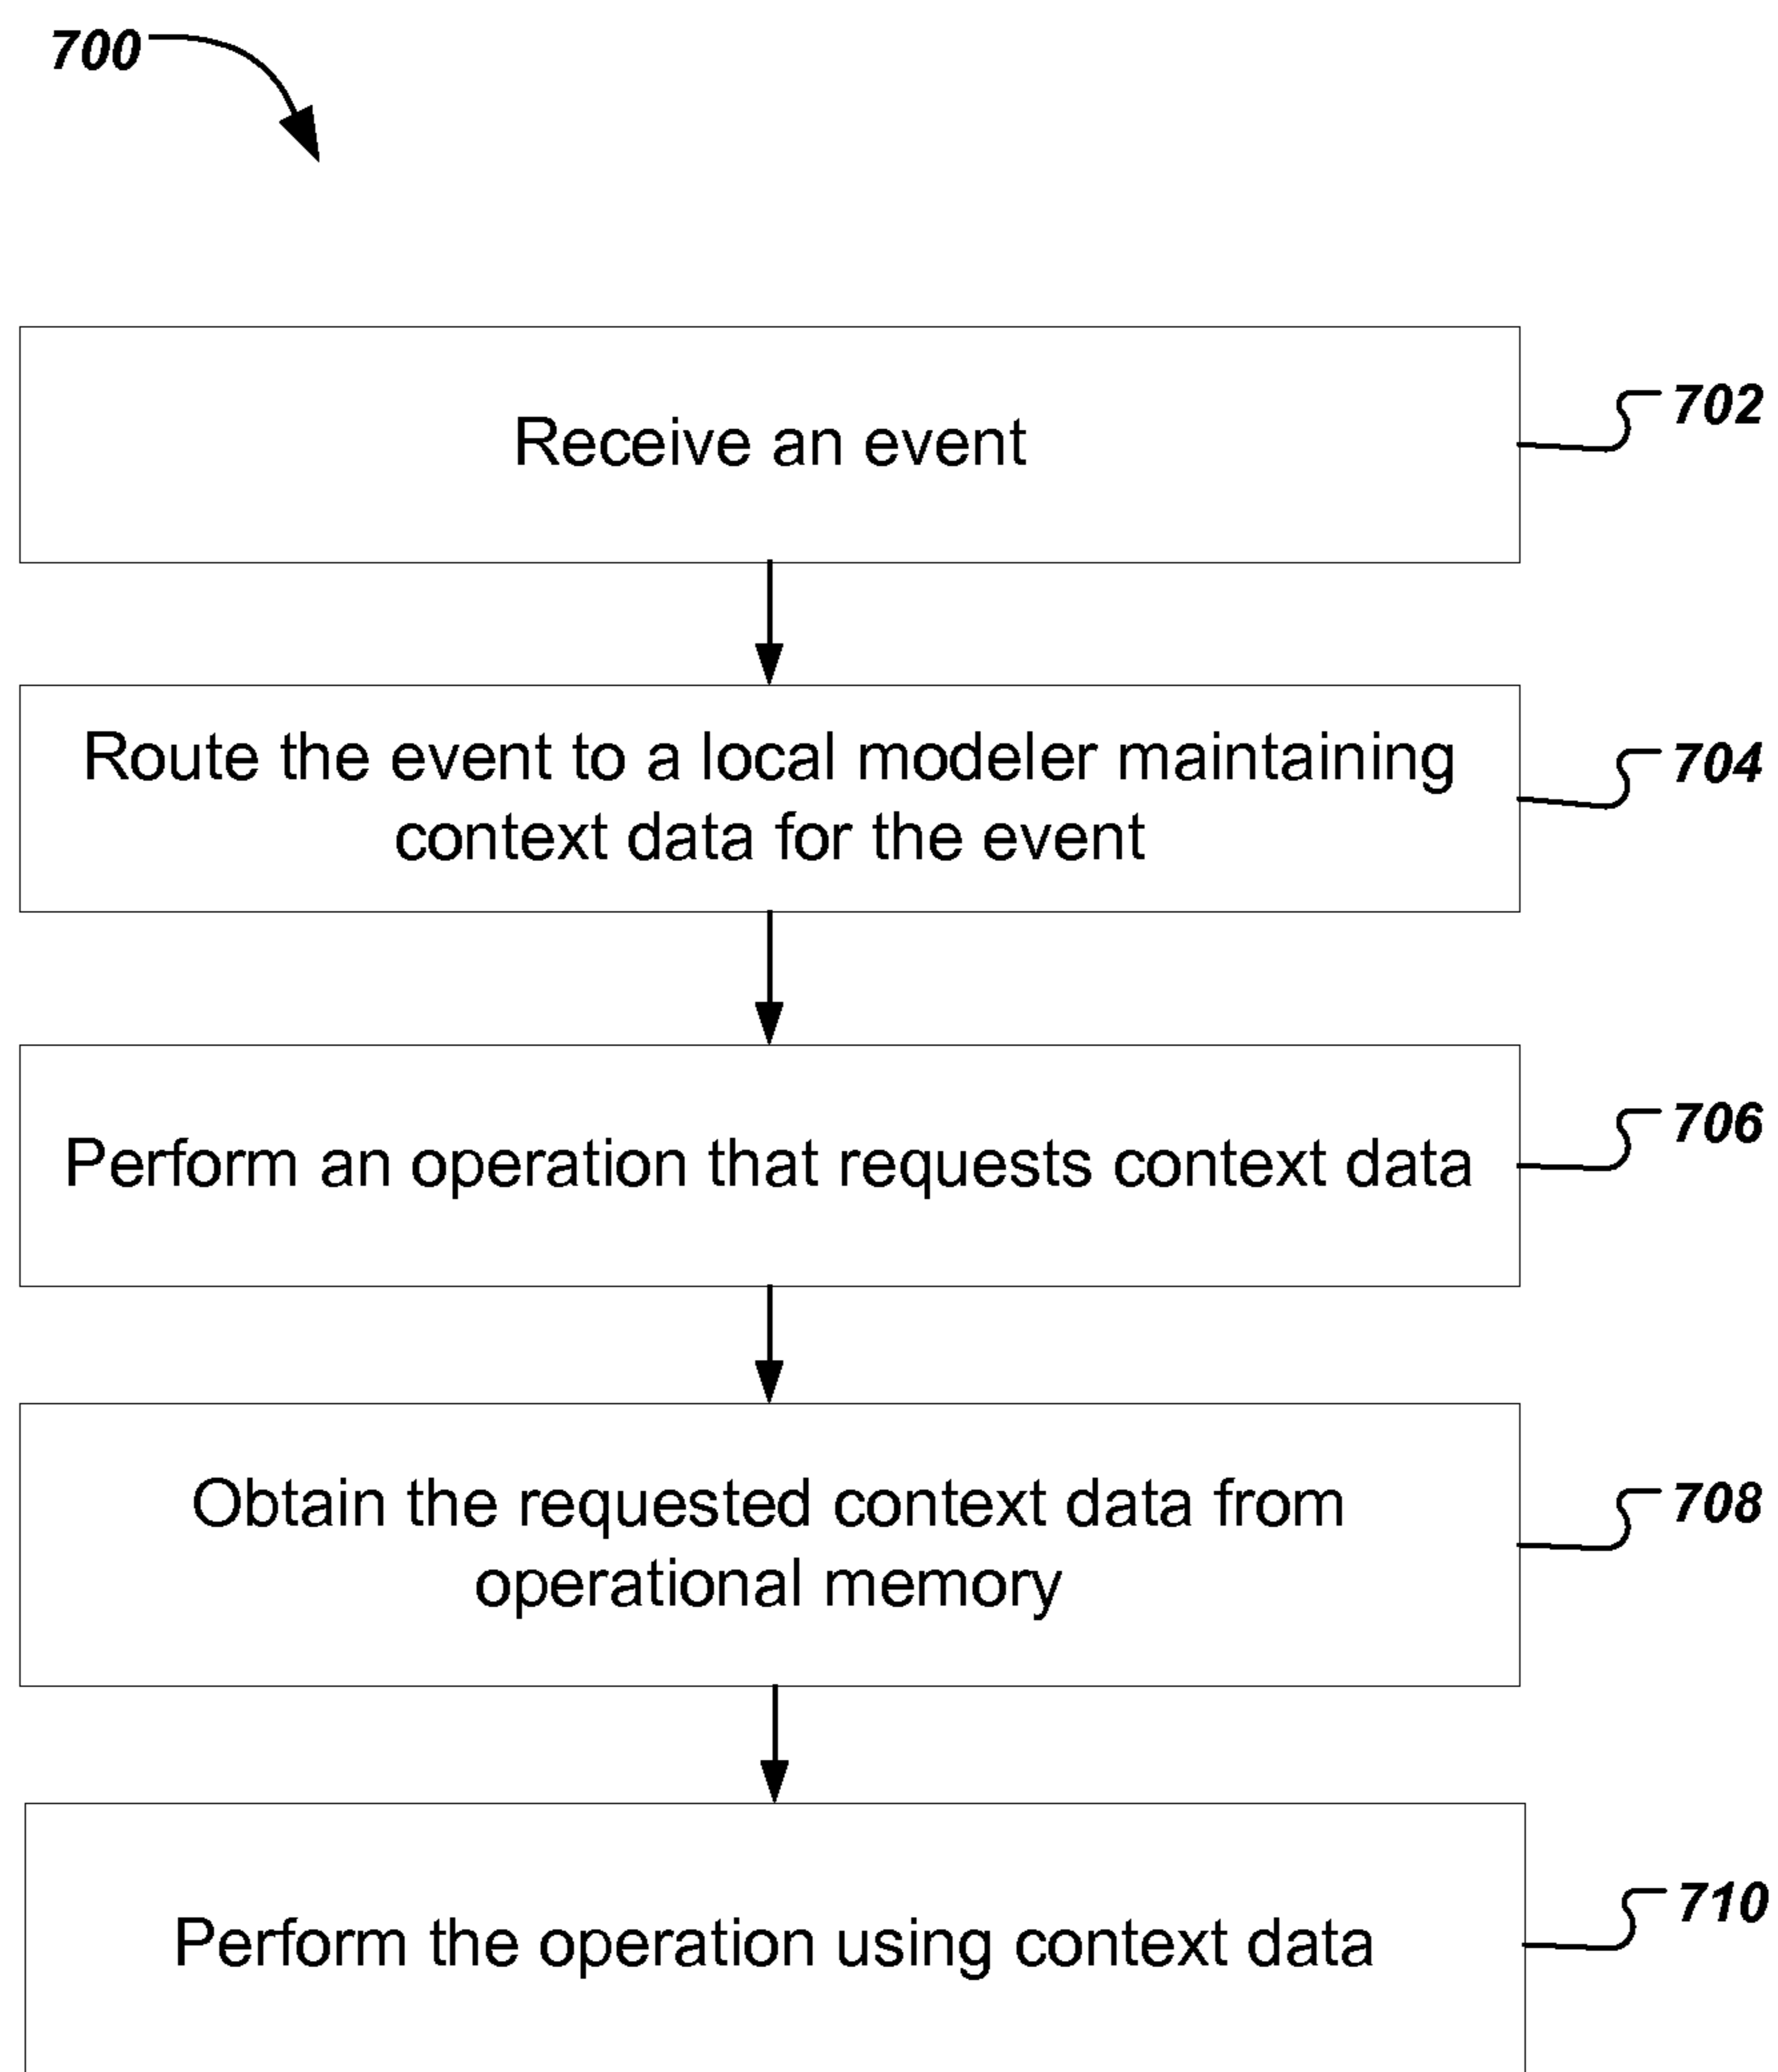 700
Receive an event
702
Route the event to a local modeler maintaining
context data for the event
704
Perform an operation that requests context data
706
Obtain the requested context data from
operational memory
708
Perform the operation using context data
710